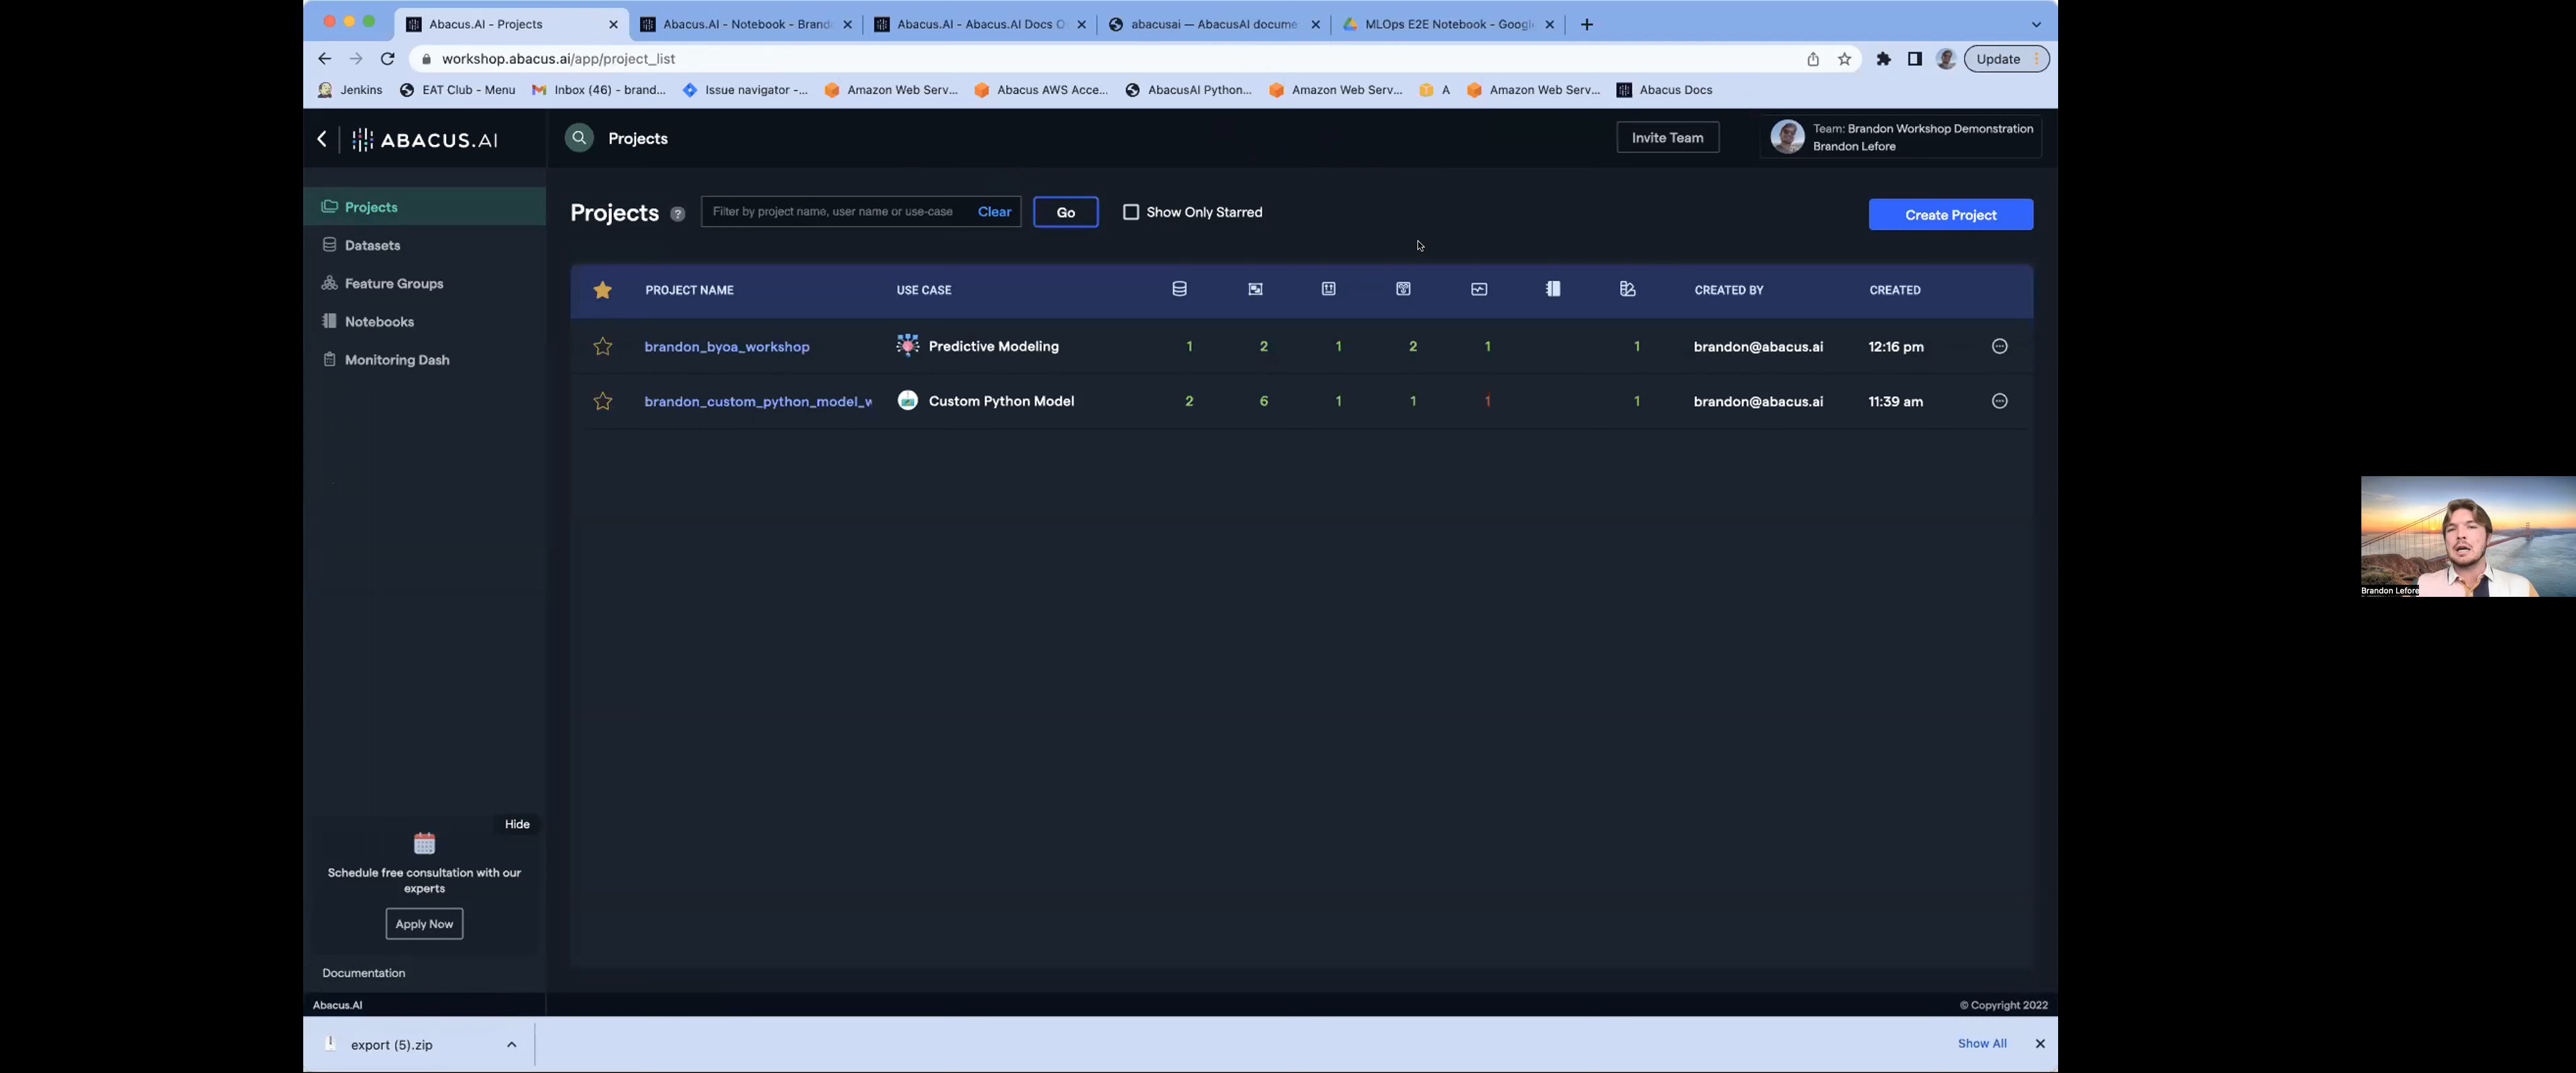 Abacus.AI - Projects
Abacus.AI - Notebook - Brand
Abacus.AI - Abacus.AI Docs O
abacusai — AbacusAI docume
MLOps E2E Notebook - Googl
workshop.abacus.ai/app/project_list
Update
Jenkins
EAT Club - Menu
Inbox (46) - brand...
Issue navigator -...
Amazon Web Serv...
Abacus AWS Acce...
AbacusAI Python...
Amazon Web Serv...
A
Amazon Web Serv...
Abacus Docs
ABACUS.AI
Projects
Invite Team
Team: Brandon Workshop Demonstration
Brandon Lefore
Projects
Datasets
Feature Groups
Notebooks
Monitoring Dash
Projects ?
Filter by project name, user name or use-case
Clear
Go
Show Only Starred
Create Project
PROJECT NAME USE CASE CREATED BY CREATED
brandon_byoa_workshop Predictive Modeling 1 2 1 2 1 1 brandon@abacus.ai 12:16 pm
brandon_custom_python_model_w Custom Python Model 2 6 1 1 1 1 brandon@abacus.ai 11:39 am
Hide
Schedule free consultation with our
experts
Apply Now
Documentation
Abacus.AI
© Copyright 2022
export (5).zip
Show All
Brandon Lefore